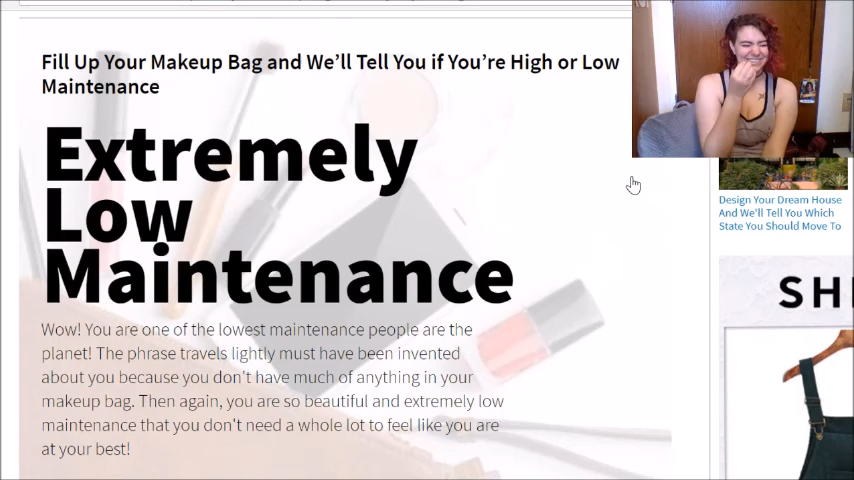 Fill Up Your Makeup Bag and We'll Tell You if You're High or Low
Maintenance
Extremely
Low
Maintenance
Wow! You are one of the lowest maintenance people are the
planet! The phrase travels lightly must have been invented
about you because you don't have much of anything in your
makeup bag. Then again, you are so beautiful and extremely low
maintenance that you don't need a whole lot to feel like you are
at your best!
Design Your Dream House
And We'll Tell You Which
State You Should Move To